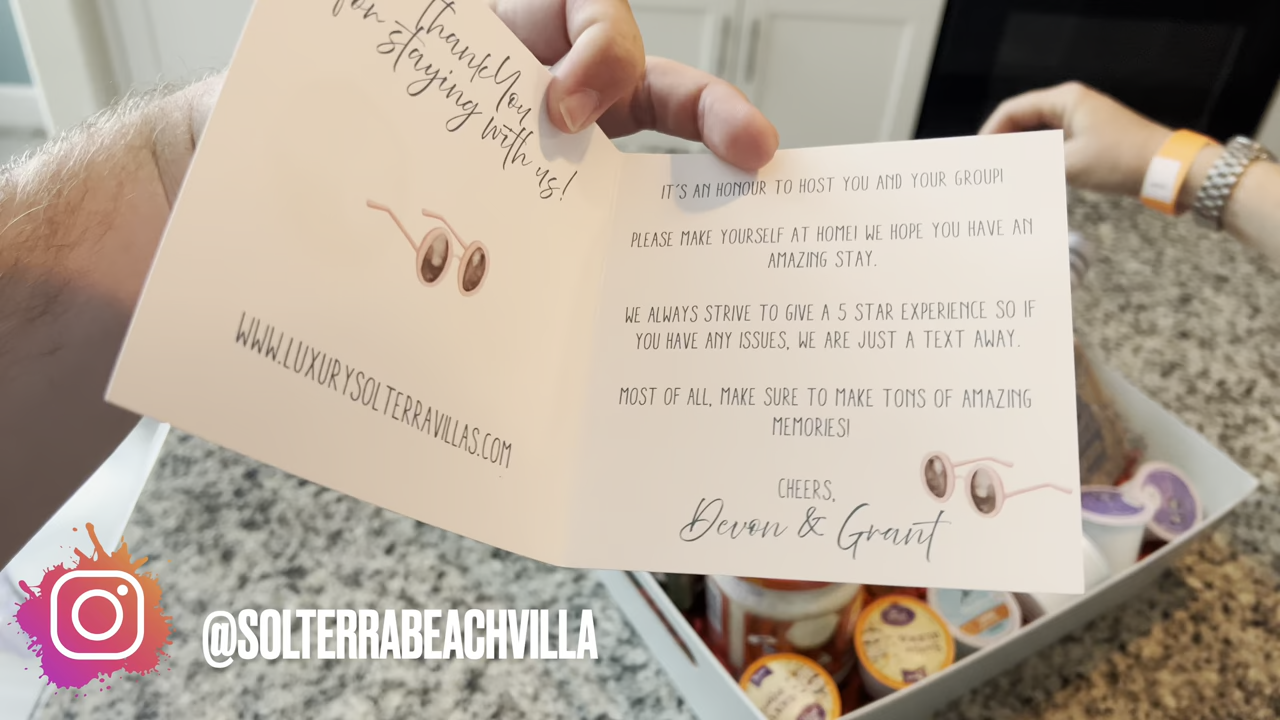 Thank You
for staying
with us!
WWW.LUXURYSOLTERRAVILLAS.COM
IT'S AN HONOUR TO HOST YOU AND YOUR GROUP!
PLEASE MAKE YOURSELF AT HOME! WE HOPE YOU HAVE AN
AMAZING STAY.
WE ALWAYS STRIVE TO GIVE A 5 STAR EXPERIENCE SO IF
YOU HAVE ANY ISSUES, WE ARE JUST A TEXT AWAY.
MOST OF ALL, MAKE SURE TO MAKE TONS OF AMAZING
MEMORIES!
CHEERS,
Devon & Grant
@SOLTERRABEACHVILLA